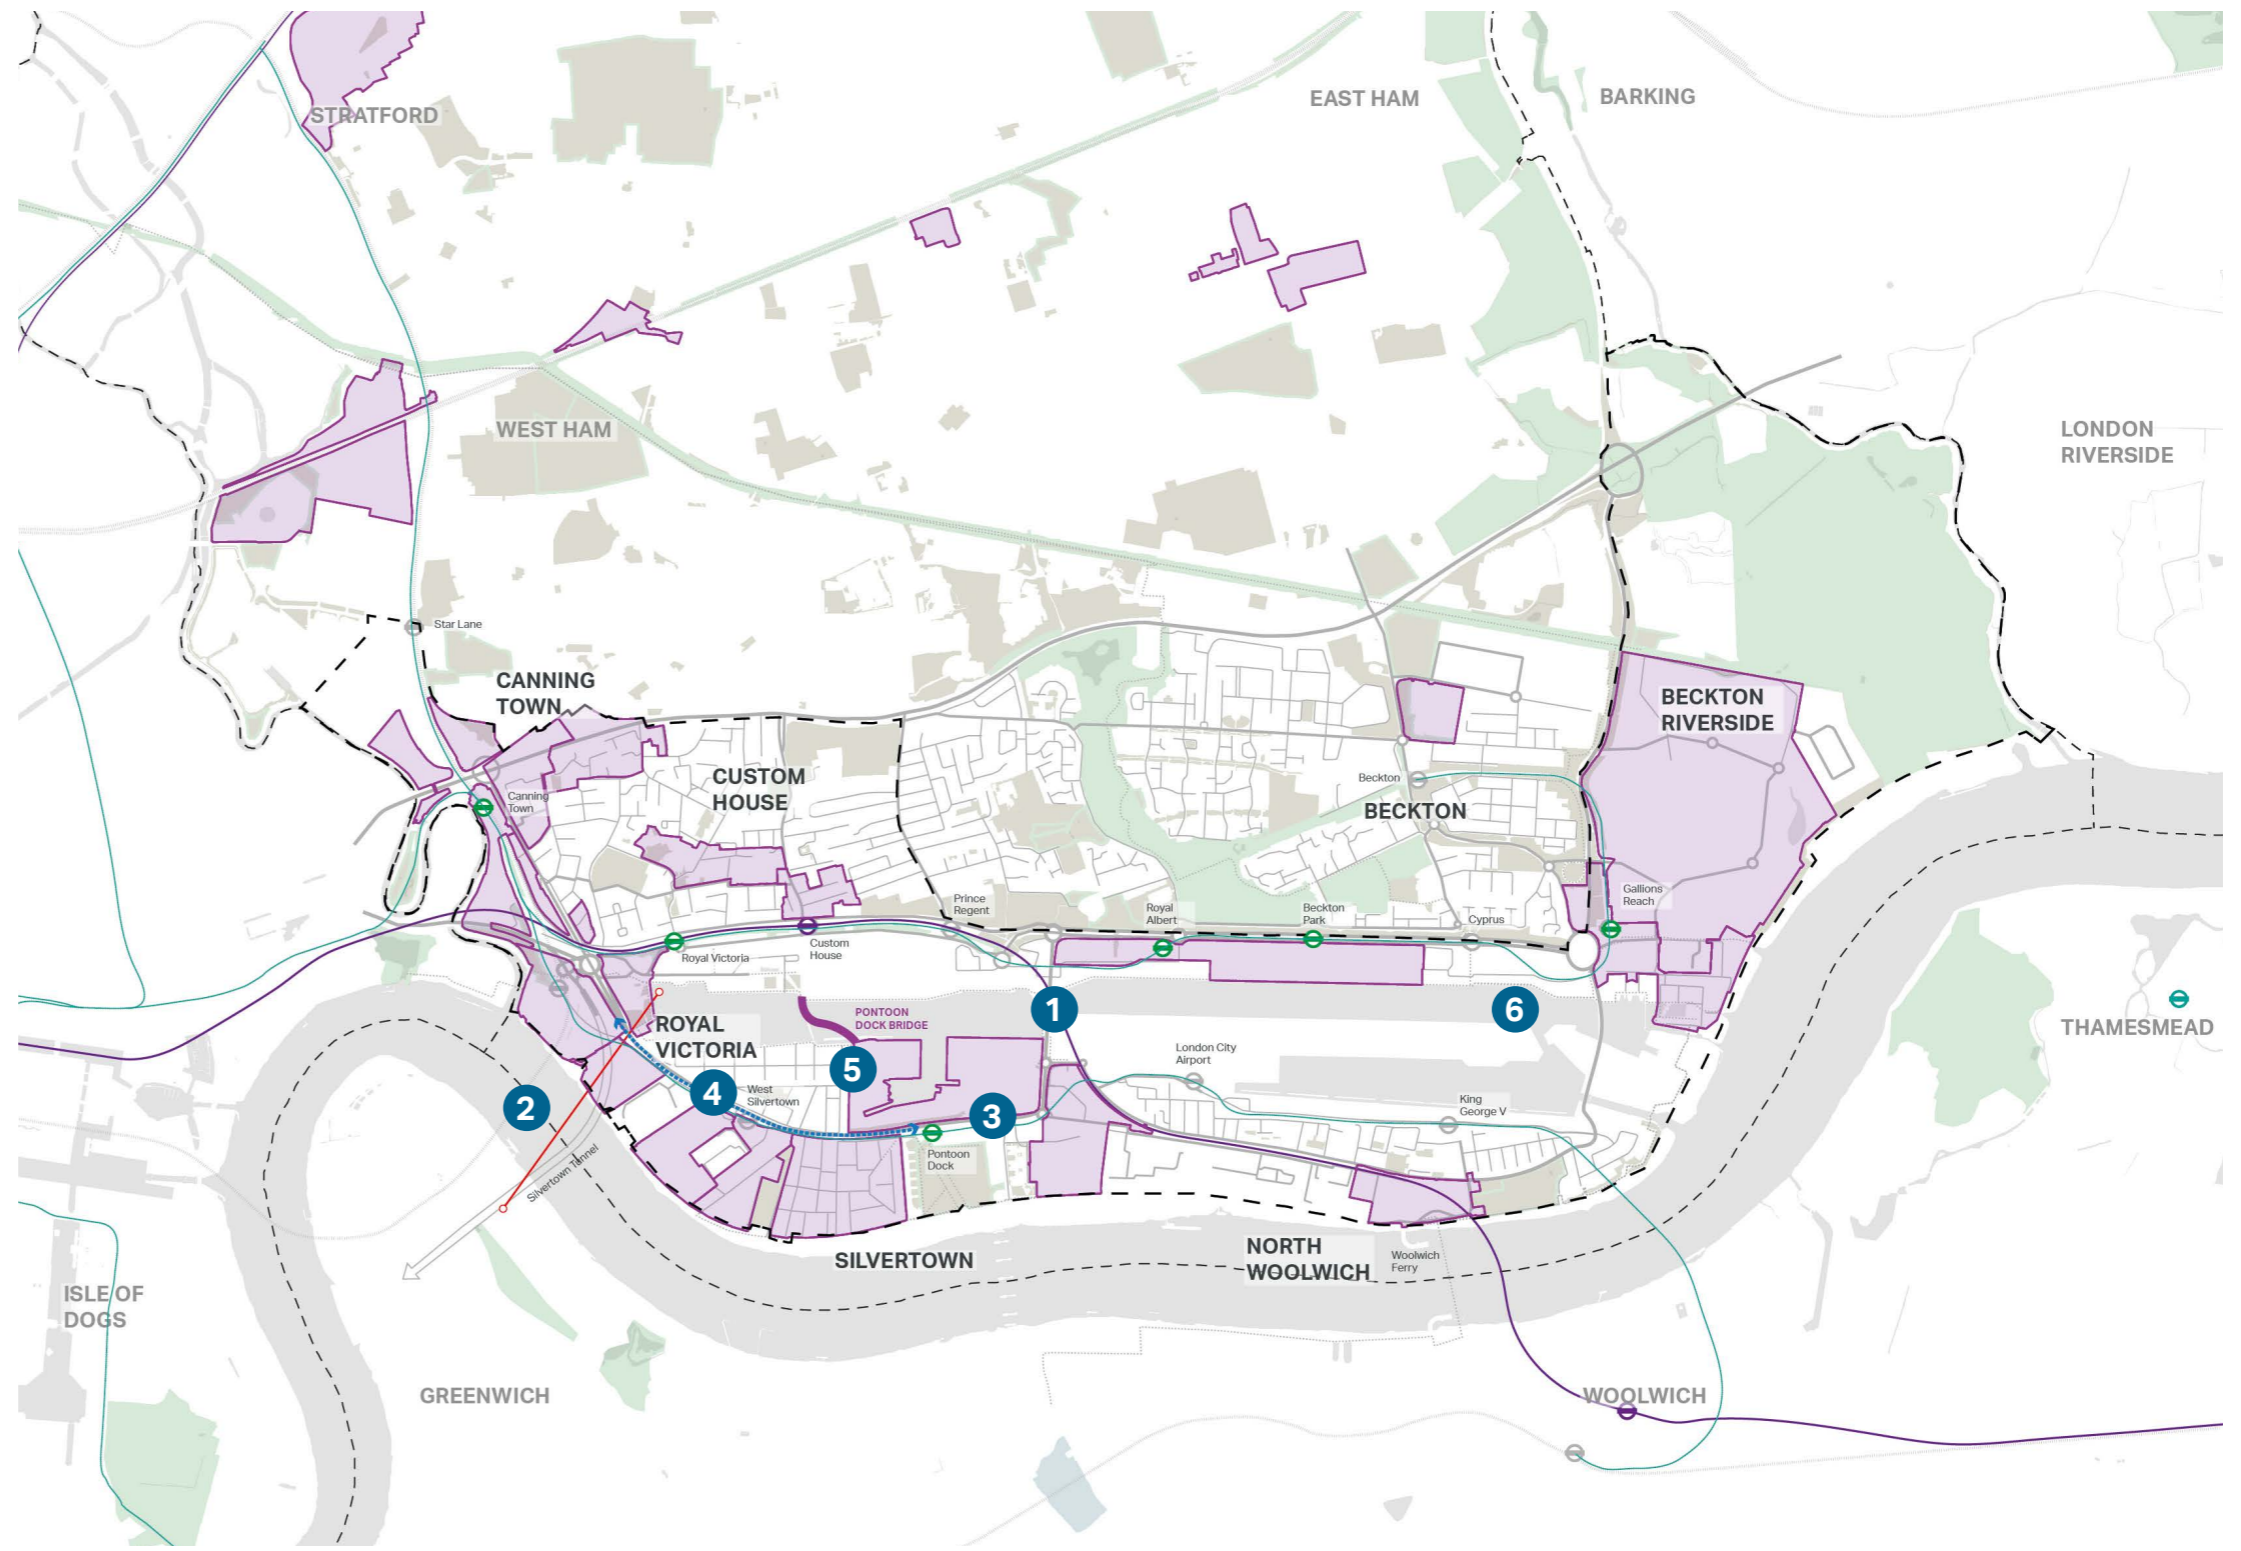 STRATFORD
EAST HAM
BARKING
WEST HAM
LONDON
RIVERSIDE
Star Lane
CANNING
TOWN
BECKTON
RIVERSIDE
CUSTOM
HOUSE
Canning
Town
Beckton
BECKTON
Prince
Regent
Royal
Albert
Beckton
Park
Cyprus
Gallions
Reach
Royal Victoria
Custom
House
PONTOON
DOCK BRIDGE
1
6
ROYAL
VICTORIA
THAMESMEAD
London City
Airport
5
4
2
3
West
Silvertown
King
George V
Pontoon
Dock
Silvertown Tunnel
SILVERTOWN
NORTH
WOOLWICH
Woolwich
Ferry
ISLE OF
DOGS
GREENWICH
WOOLWICH